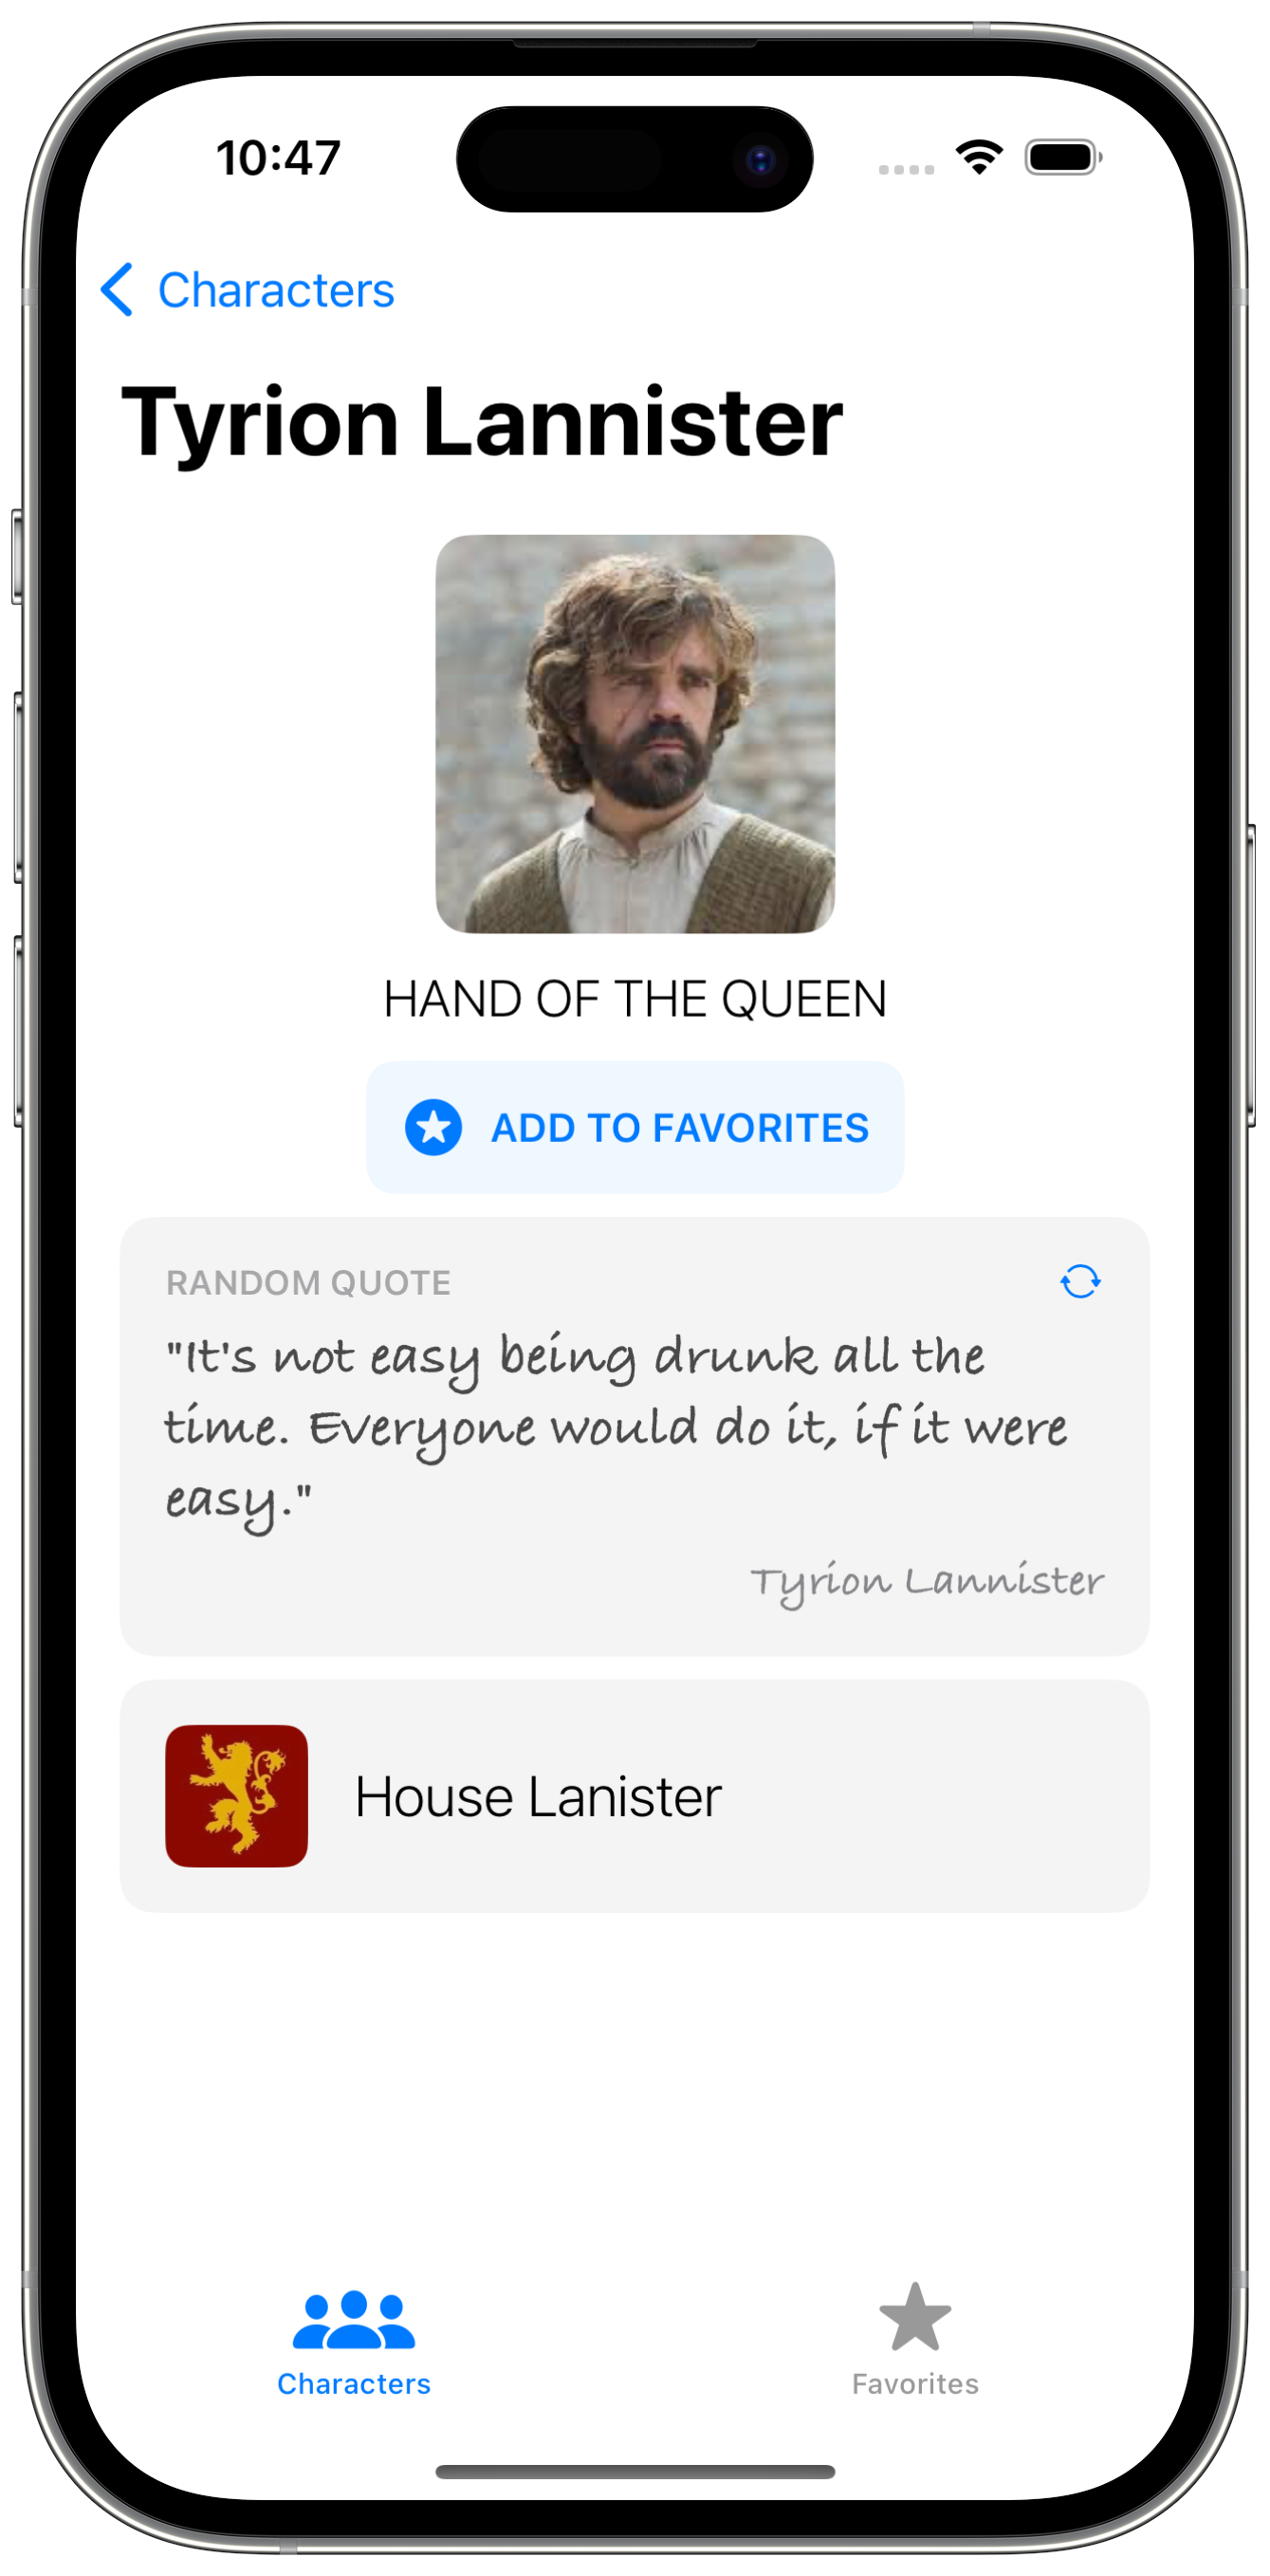 10:47
Characters
Tyrion Lannister
HAND OF THE QUEEN
ADD TO FAVORITES
RANDOM QUOTE
"It's not easy being drunk all the
time. Everyone would do it, if it were
easy."
Tyrion Lannister
House Lanister
Characters
Favorites